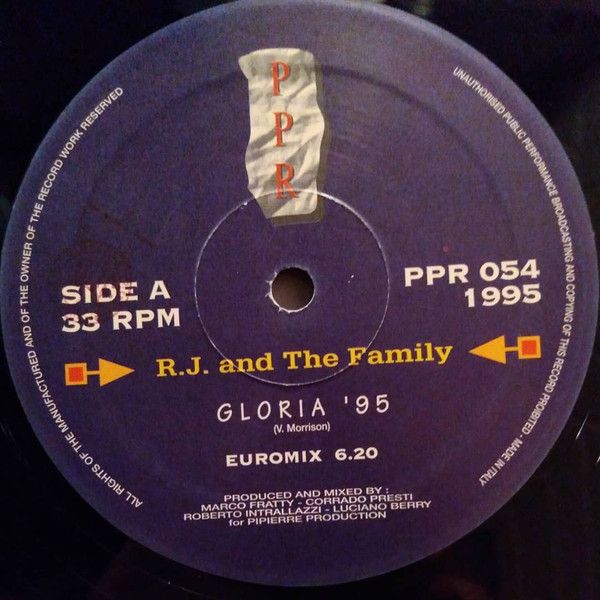 P
P
R
ALL RIGHTS OF THE MANUFACTURED AND OF THE OWNER OF THE RECORD WORK RESERVED
UNAUTHORISED PUBLIC PERFORMANCE BROADCASTING AND COPYING OF THIS RECORD PROHIBITED - MADE IN ITALY
SIDE A
33 RPM
PPR 054
1995
R.J. and The Family
GLORIA '95
(V. Morrison)
EUROMIX 6.20
PRODUCED AND MIXED BY :
MARCO FRATTY - CORRADO PRESTI
ROBERTO INTRALLAZZI - LUCIANO BERRY
for PIPIERRE PRODUCTION